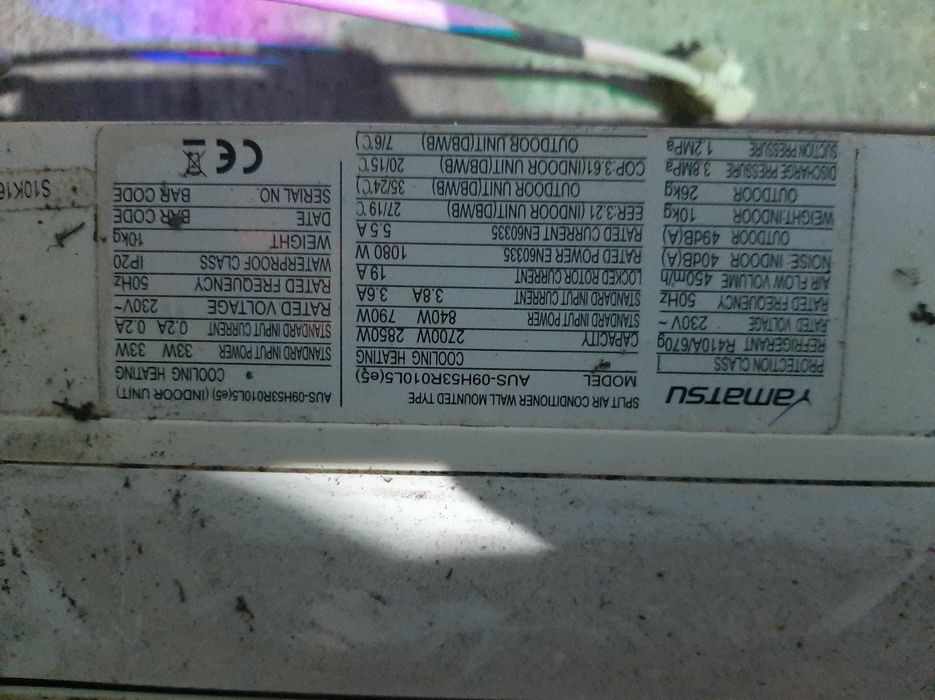 Yamatsu
PROTECTION CLASS I
REFRIGERANT R410A/670g
RATED VOLTAGE 230V~
RATED FREQUENCY 50Hz
AIR FLOW VOLUME 450m³/h
NOISE: INDOOR 40dB(A)
OUTDOOR 49dB(A)
WEIGHT:INDOOR 10kg
OUTDOOR 26kg
DISCHARGE PRESSURE 3.8MPa
SUCTION PRESSURE 1.2MPa
SPLIT AIR CONDITIONER WALL MOUNTED TYPE
MODEL AUS-09H53R010L5(e5)
COOLING HEATING
CAPACITY 2700W 2850W
STANDARD INPUT POWER 840W 790W
STANDARD INPUT CURRENT 3.8A 3.6A
LOCKED ROTOR CURRENT 19 A
RATED POWER EN60335 1080 W
RATED CURRENT EN60335 5.5 A
EER:3.21 (INDOOR UNIT(DB/WB) 27/19℃
OUTDOOR UNIT(DB/WB) 35/24℃)
COP:3.61(INDOOR UNIT(DB/WB) 20/15℃
OUTDOOR UNIT(DB/WB) 7/6℃)
AUS-09H53R010L5(e5) (INDOOR UNIT)
COOLING HEATING
STANDARD INPUT POWER 33W 33W
STANDARD INPUT CURRENT 0.2A 0.2A
RATED VOLTAGE 230V~
RATED FREQUENCY 50Hz
WATERPROOF CLASS IP20
WEIGHT 10kg
DATE BAR CODE
SERIAL NO. BAR CODE
CE